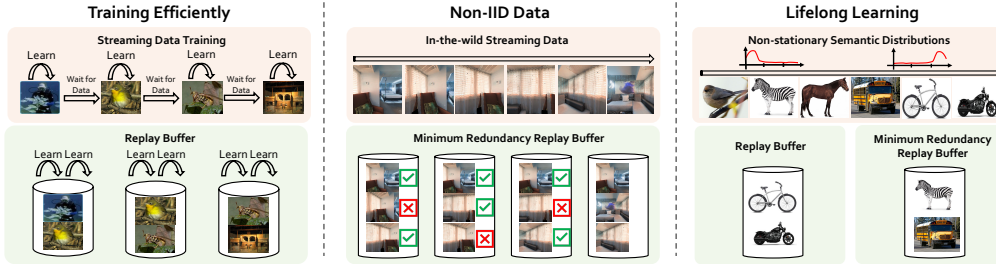 Training Efficiently
Streaming Data Training
Learn
Learn
Learn
Learn
Wait for
Data
Wait for
Data
Wait for
Data
Replay Buffer
Learn Learn
Learn Learn
Learn Learn
Non-IID Data
In-the-wild Streaming Data
Minimum Redundancy Replay Buffer
Lifelong Learning
Non-stationary Semantic Distributions
Replay Buffer
Minimum Redundancy
Replay Buffer